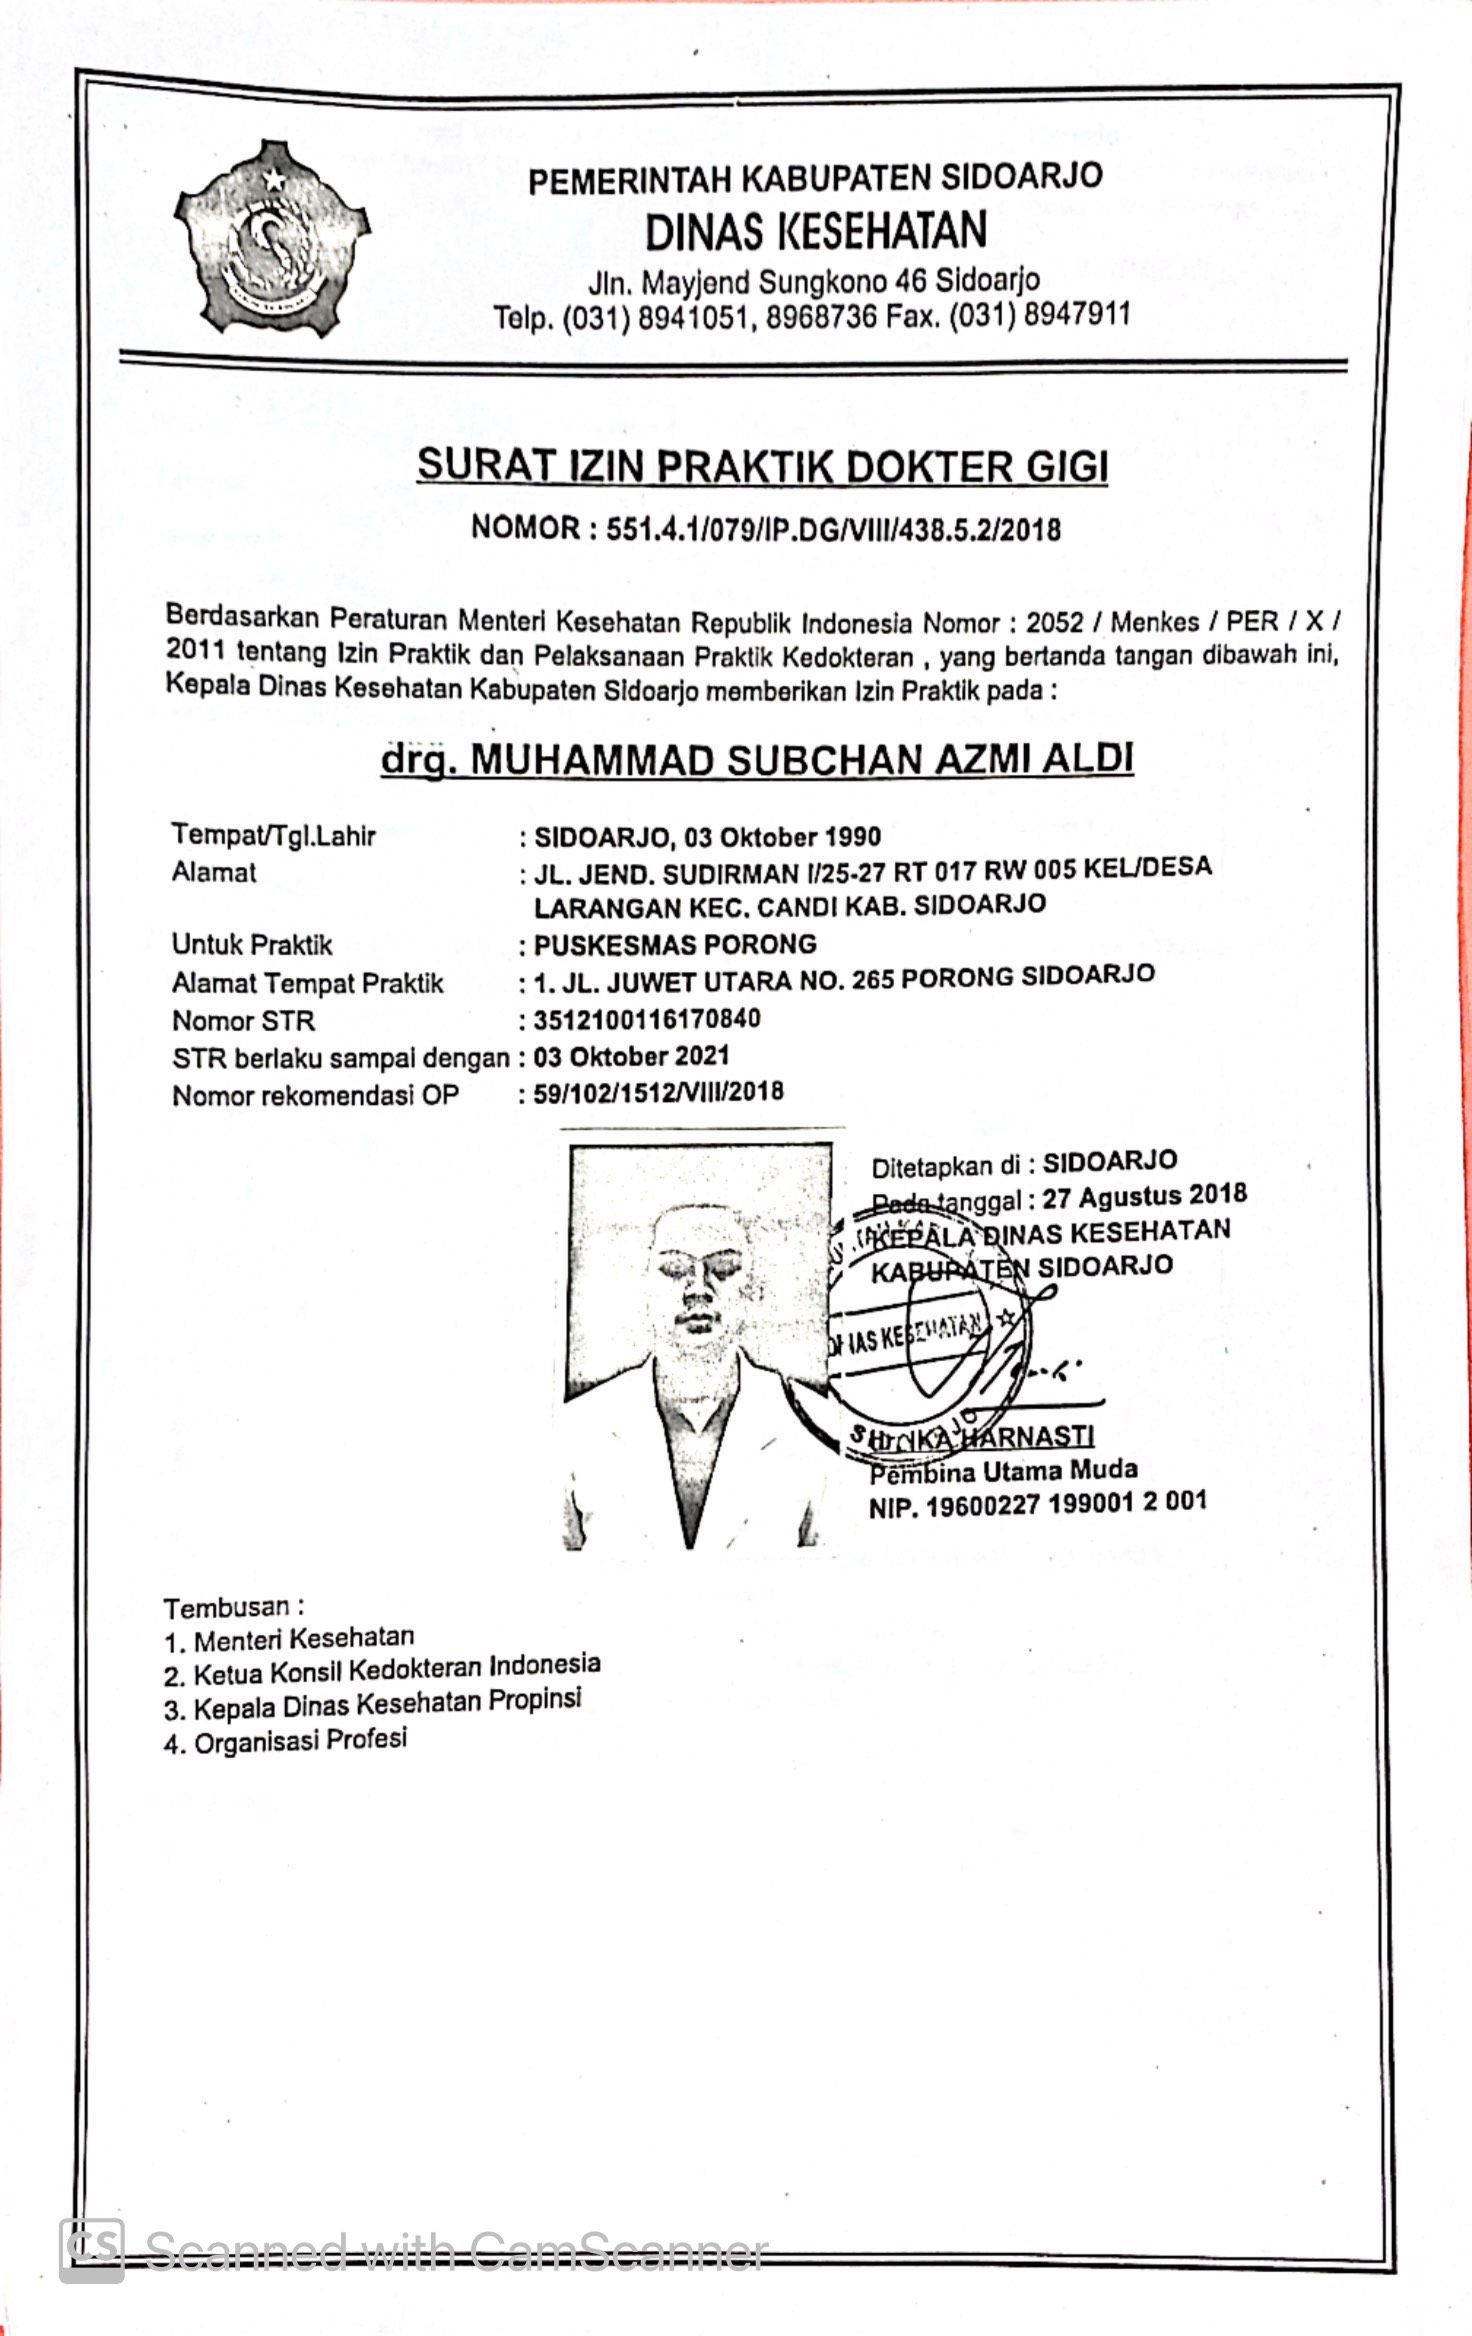 PEMERINTAH KABUPATEN SIDOARJO
DINAS KESEHATAN
Jln. Mayjend Sungkono 46 Sidoarjo
Telp. (031) 8941051, 8968736 Fax. (031) 8947911
SURAT IZIN PRAKTIK DOKTER GIGI
NOMOR : 551.4.1/079/IP.DG/VIII/438.5.2/2018
Berdasarkan Peraturan Menteri Kesehatan Republik Indonesia Nomor : 2052 / Menkes / PER / X /
2011 tentang Izin Praktik dan Pelaksanaan Praktik Kedokteran , yang bertanda tangan dibawah ini,
Kepala Dinas Kesehatan Kabupaten Sidoarjo memberikan Izin Praktik pada :
drg. MUHAMMAD SUBCHAN AZMI ALDI
Tempat/Tgl.Lahir : SIDOARJO, 03 Oktober 1990
Alamat : JL. JEND. SUDIRMAN I/25-27 RT 017 RW 005 KEL/DESA
LARANGAN KEC. CANDI KAB. SIDOARJO
Untuk Praktik : PUSKESMAS PORONG
Alamat Tempat Praktik : 1. JL. JUWET UTARA NO. 265 PORONG SIDOARJO
Nomor STR : 3512100116170840
STR berlaku sampai dengan : 03 Oktober 2021
Nomor rekomendasi OP : 59/102/1512/VIII/2018
Ditetapkan di : SIDOARJO
Pada tanggal : 27 Agustus 2018
KEPALA DINAS KESEHATAN
KABUPATEN SIDOARJO
DINAS KESEHATAN
HARNASTI
Pembina Utama Muda
NIP. 19600227 199001 2 001
Tembusan :
1. Menteri Kesehatan
2. Ketua Konsil Kedokteran Indonesia
3. Kepala Dinas Kesehatan Propinsi
4. Organisasi Profesi
CS Scanned with CamScanner